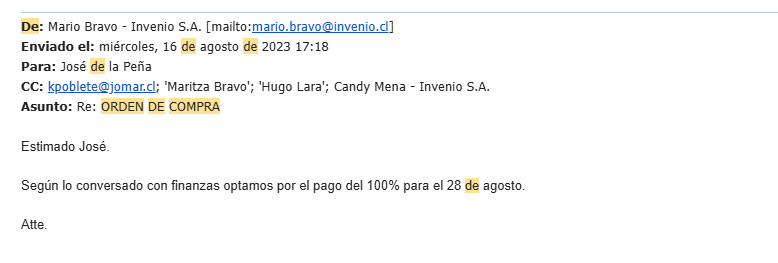 De: Mario Bravo - Invenio S.A. [mailto:mario.bravo@invenio.cl]
Enviado el: miércoles, 16 de agosto de 2023 17:18
Para: José de la Peña
CC: kpoblete@jomar.cl; 'Maritza Bravo'; 'Hugo Lara'; Candy Mena - Invenio S.A.
Asunto: Re: ORDEN DE COMPRA
Estimado José.
Según lo conversado con finanzas optamos por el pago del 100% para el 28 de agosto.
Atte.